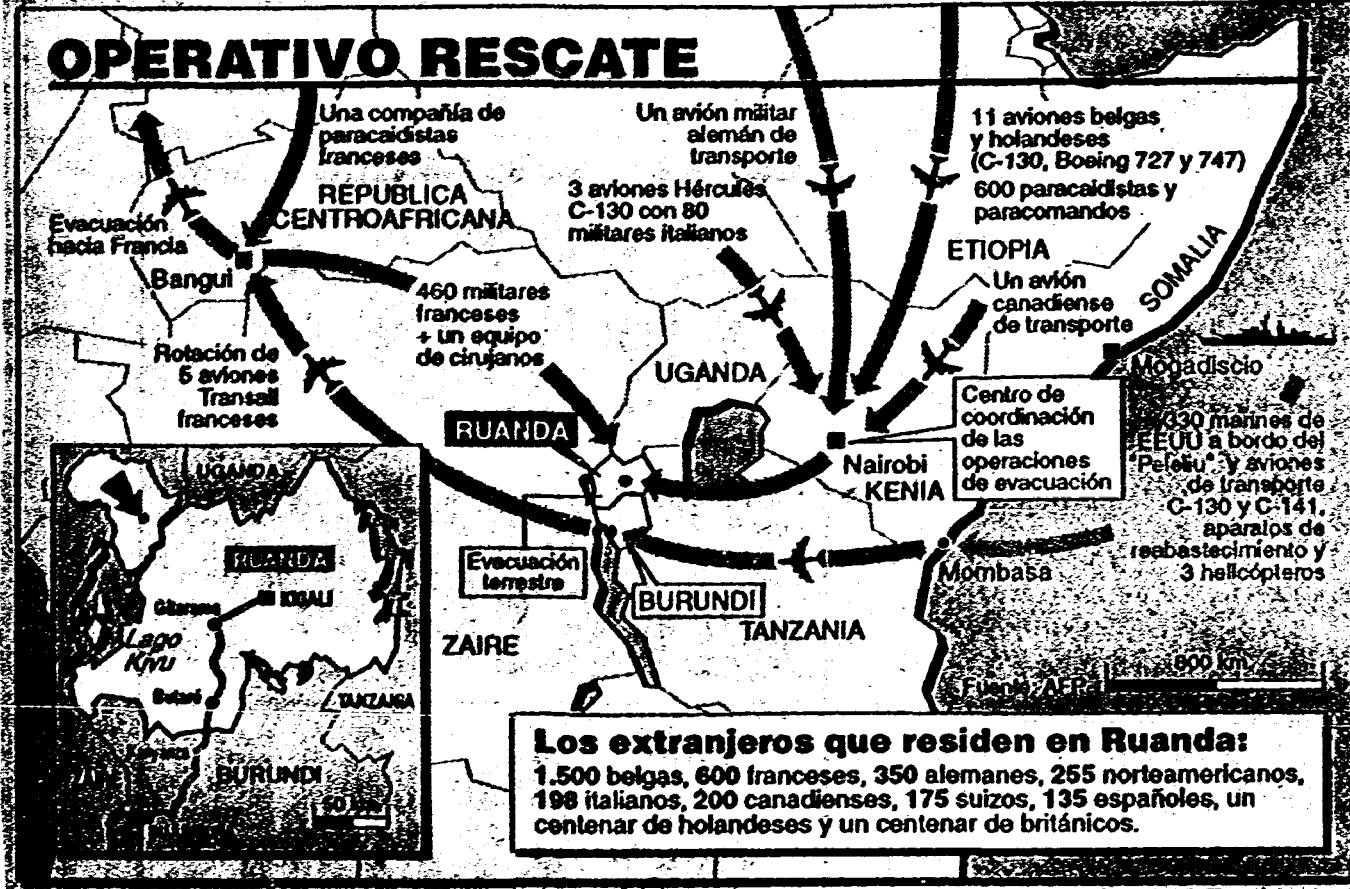 OPERATIVO RESCATE
Una compañía de
paracaidistas
franceses
REPUBLICA
CENTROAFRICANA
Evacuación
hacia Francia
Bangui
Rotación de
5 aviones
Transall
franceses
460 militares
franceses
+ un equipo
de cirujanos
Un avión militar
alemán de
transporte
3 aviones Hércules
C-130 con 80
militares italianos
11 aviones belgas
y holandeses
(C-130, Boeing 727 y 747)
600 paracaidistas y
paracomandos
ETIOPIA
SOMALIA
Un avión
canadiense
de transporte
UGANDA
Mogadiscio
Centro de
coordinación
de las
operaciones
de evacuación
Nairobi
KENIA
330 marines de
EEUU a bordo del
"Peleliu", y aviones
de transporte
C-130 y C-141,
aparatos de
reabastecimiento y
3 helicópteros
RUANDA
Evacuación
terrestre
BURUNDI
Mombasa
ZAIRE
TANZANIA
800 km.
Fuente: AFP
UGANDA
RUANDA
KIGALI
Gitarama
Lago
Kivu
Butaré
TANZANIA
BURUNDI
50 km
Los extranjeros que residen en Ruanda:
1.500 belgas, 600 franceses, 350 alemanes, 255 norteamericanos,
198 italianos, 200 canadienses, 175 suizos, 135 españoles, un
centenar de holandeses y un centenar de británicos.